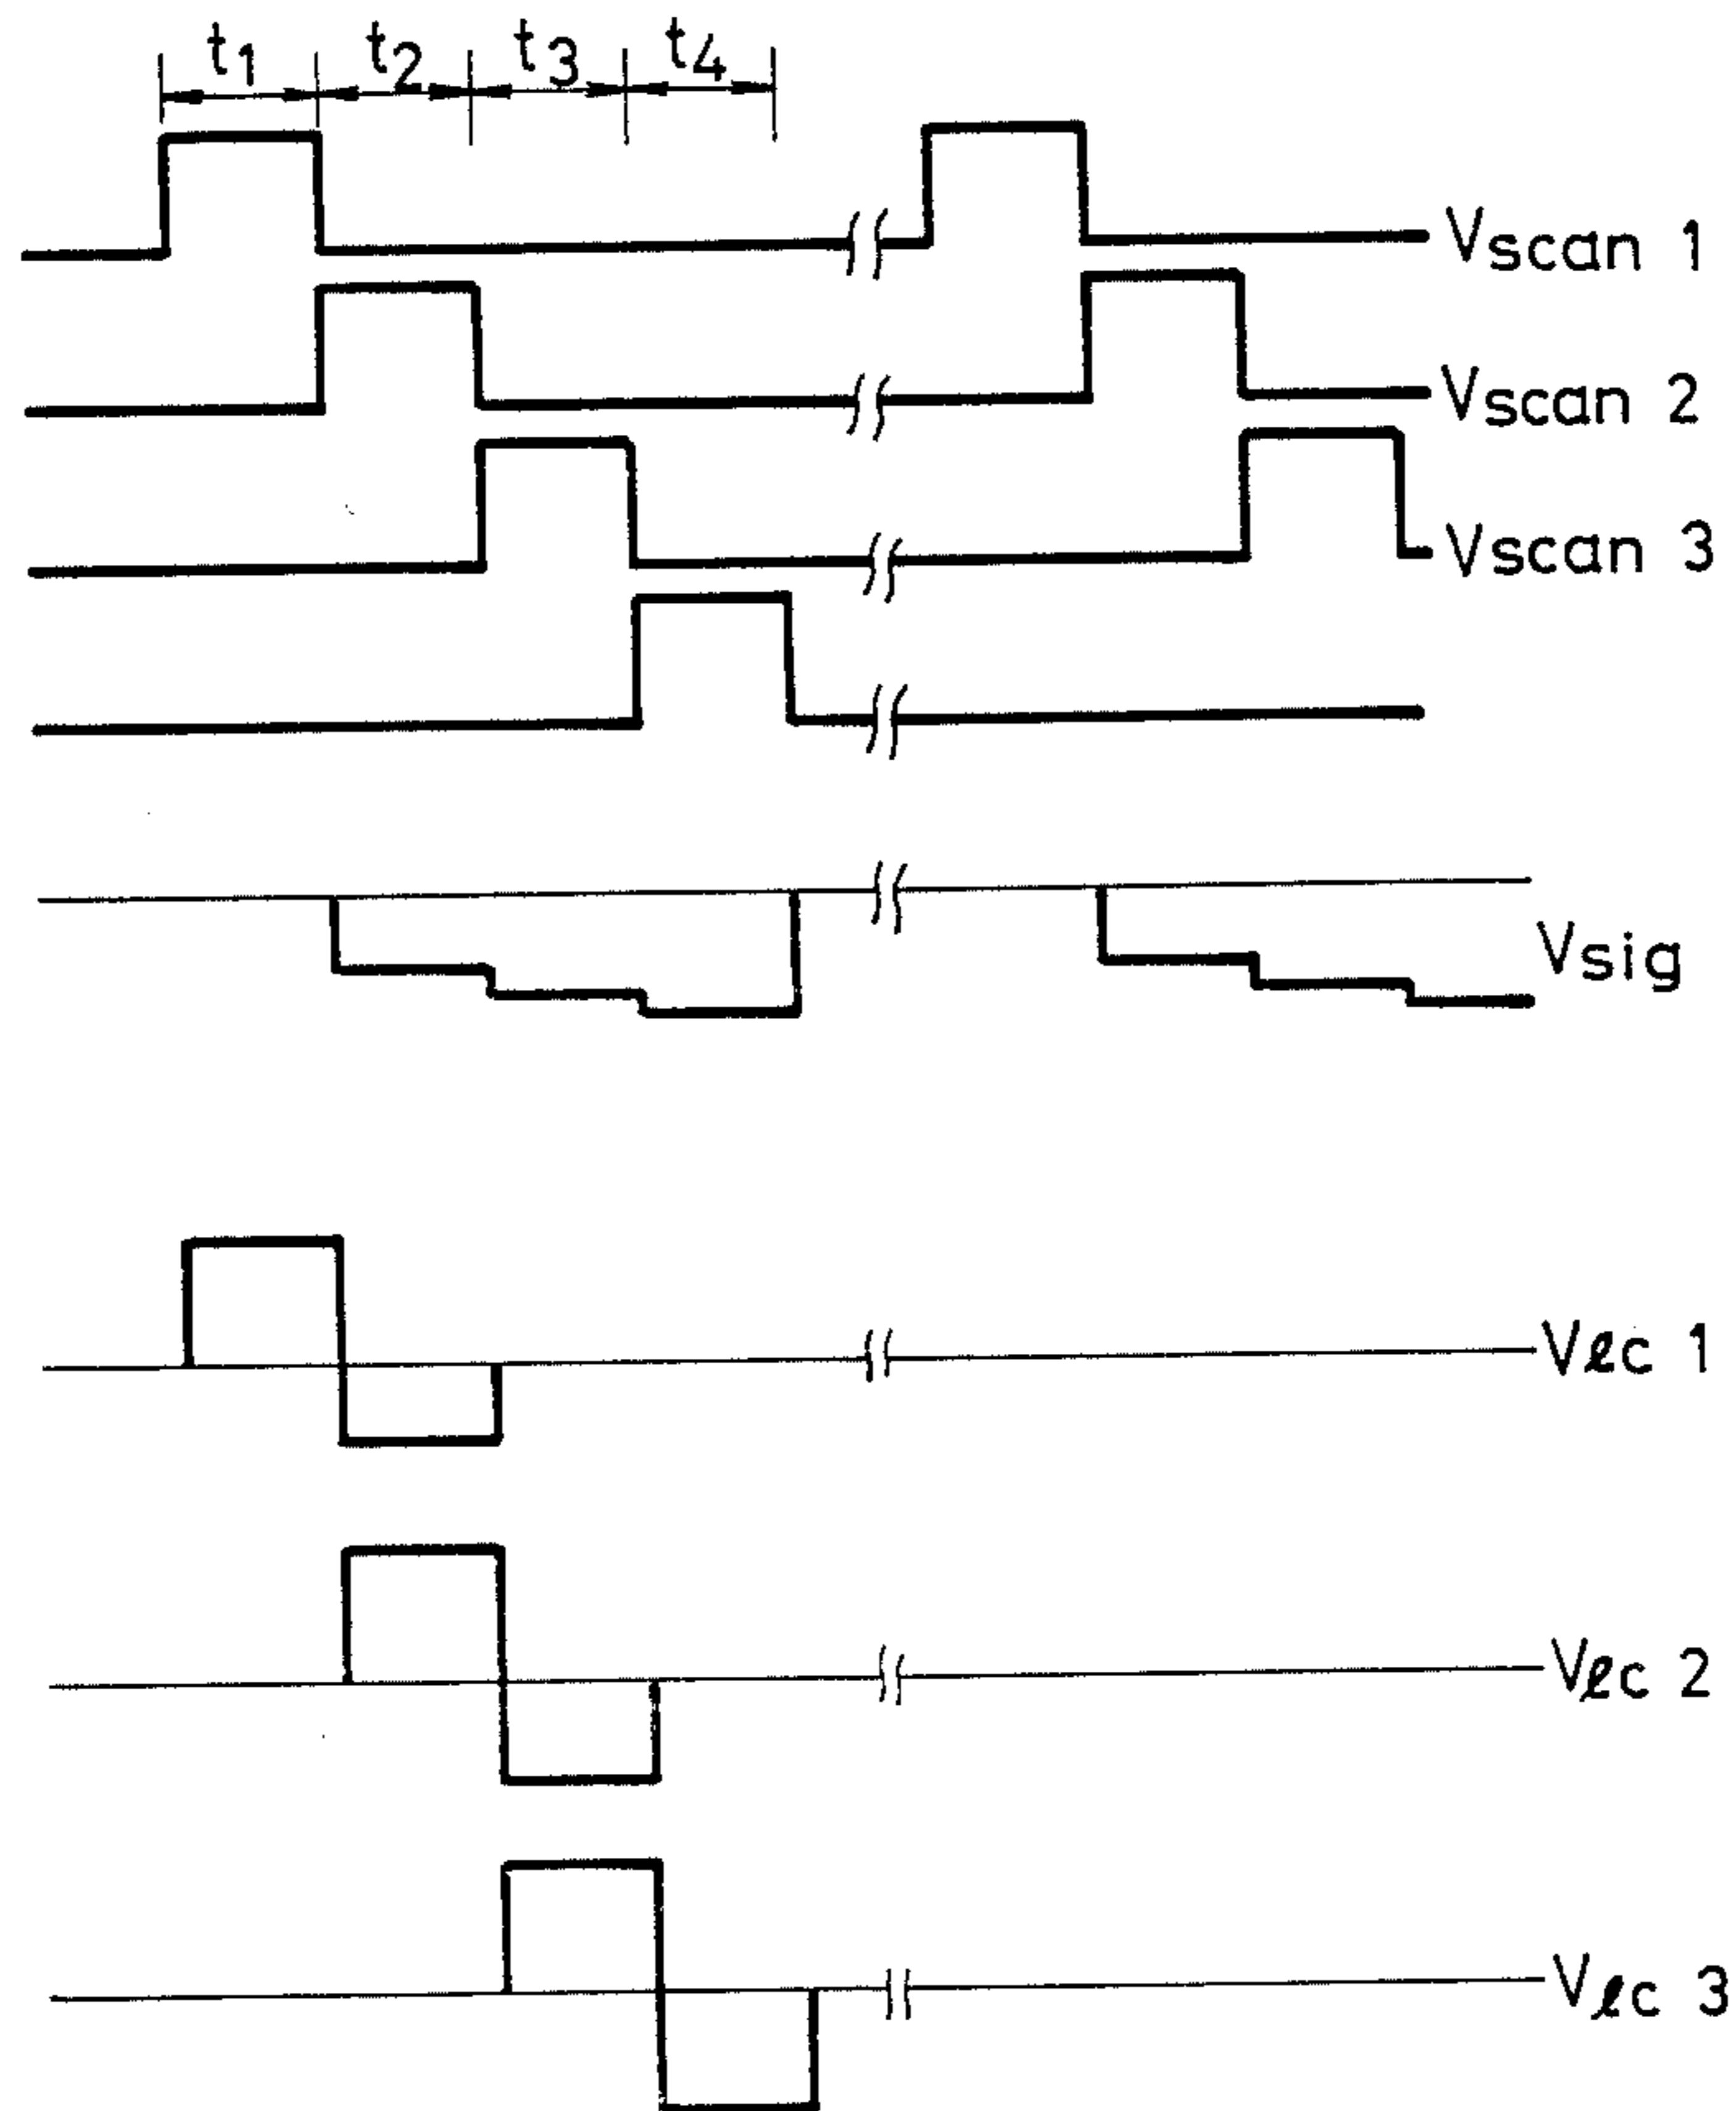 t1 t2 t3 t4
Vscan 1
Vscan 2
Vscan 3
Vsig
Vℓc 1
Vℓc 2
Vℓc 3